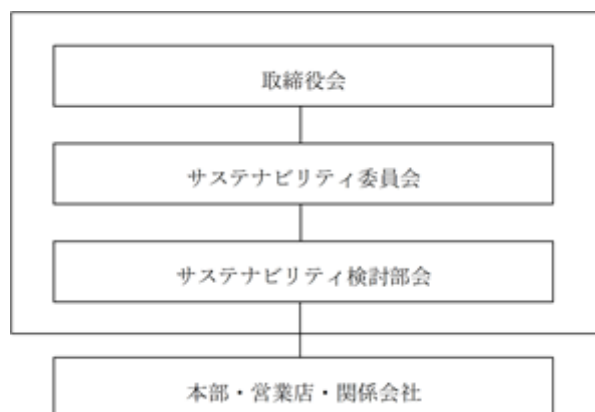 取締役会
サステナビリティ委員会
サステナビリティ検討部会
本部・営業店・関係会社